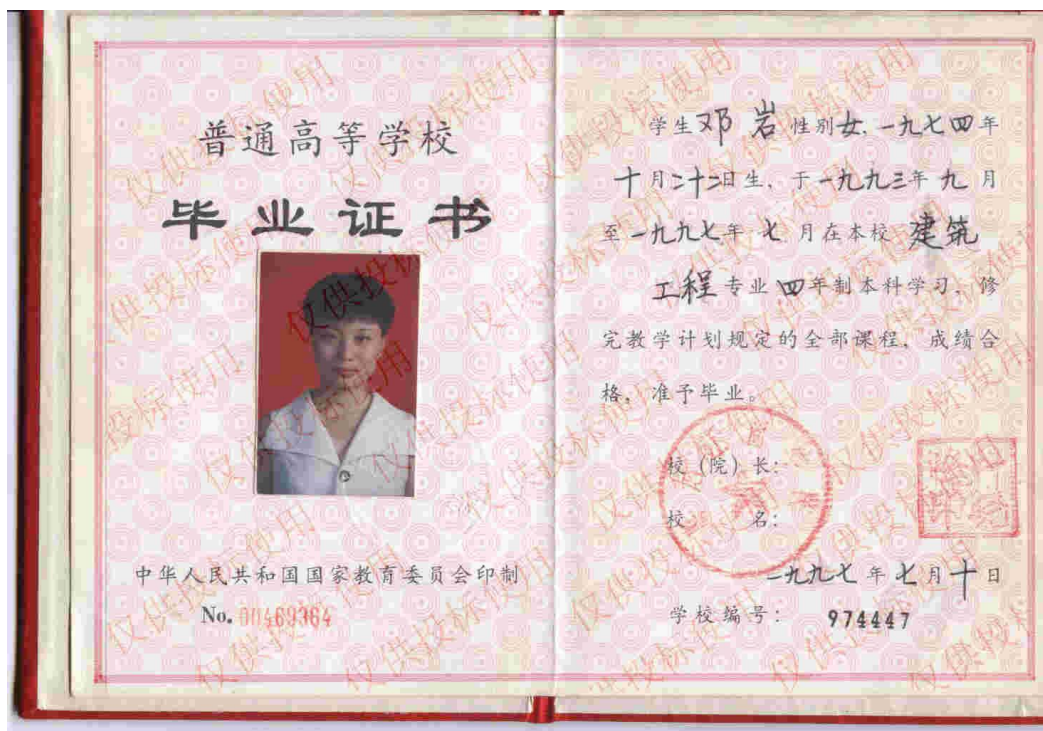 普通高等学校
毕业证书
中华人民共和国国家教育委员会印制
No. 00469364
学生邓岩性别女,一九七四年
十月二十二日生,于一九九三年九月
至一九九七年七月在本校建筑
工程专业四年制本科学习,修
完教学计划规定的全部课程,成绩合
格,准予毕业。
校(院)长:
校名:
一九九七年七月十日
学校编号: 974447
仅供投标使用